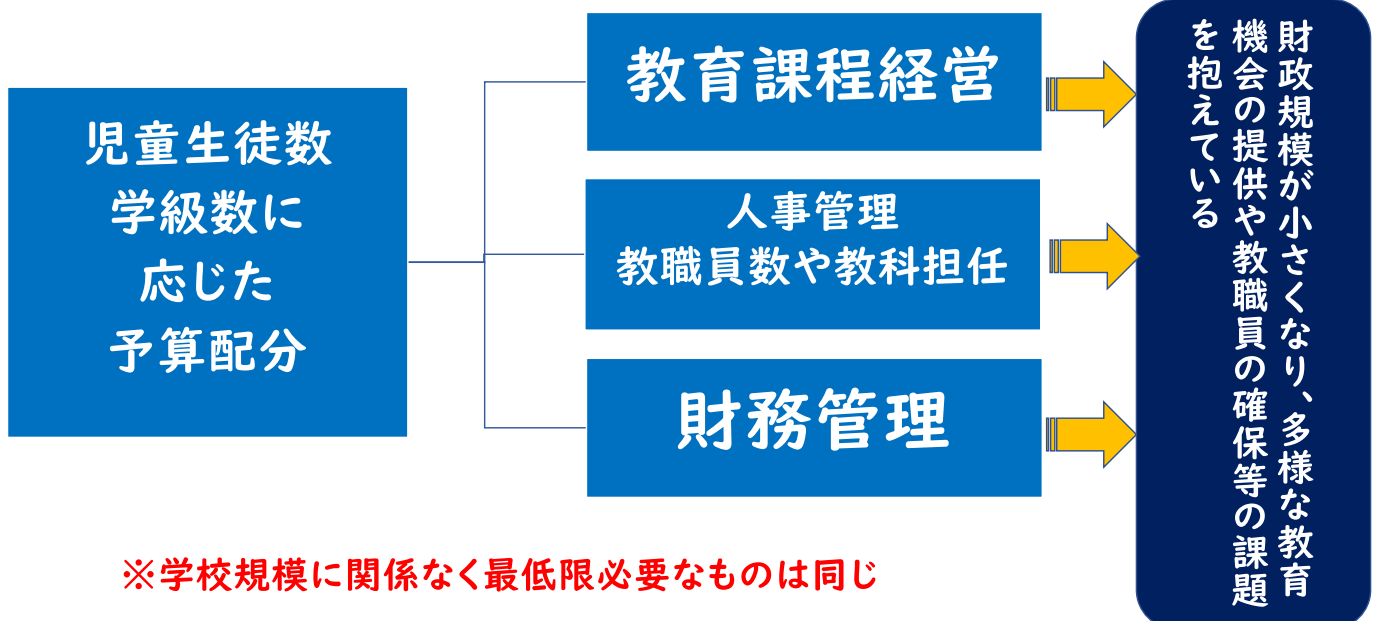 児童生徒数
学級数に
応じた
予算配分
教育課程経営
人事管理
教職員数や教科担任
財務管理
財政規模が小さくなり、多様な教育
機会の提供や教職員の確保等の課題
を抱えている
※学校規模に関係なく最低限必要なものは同じ